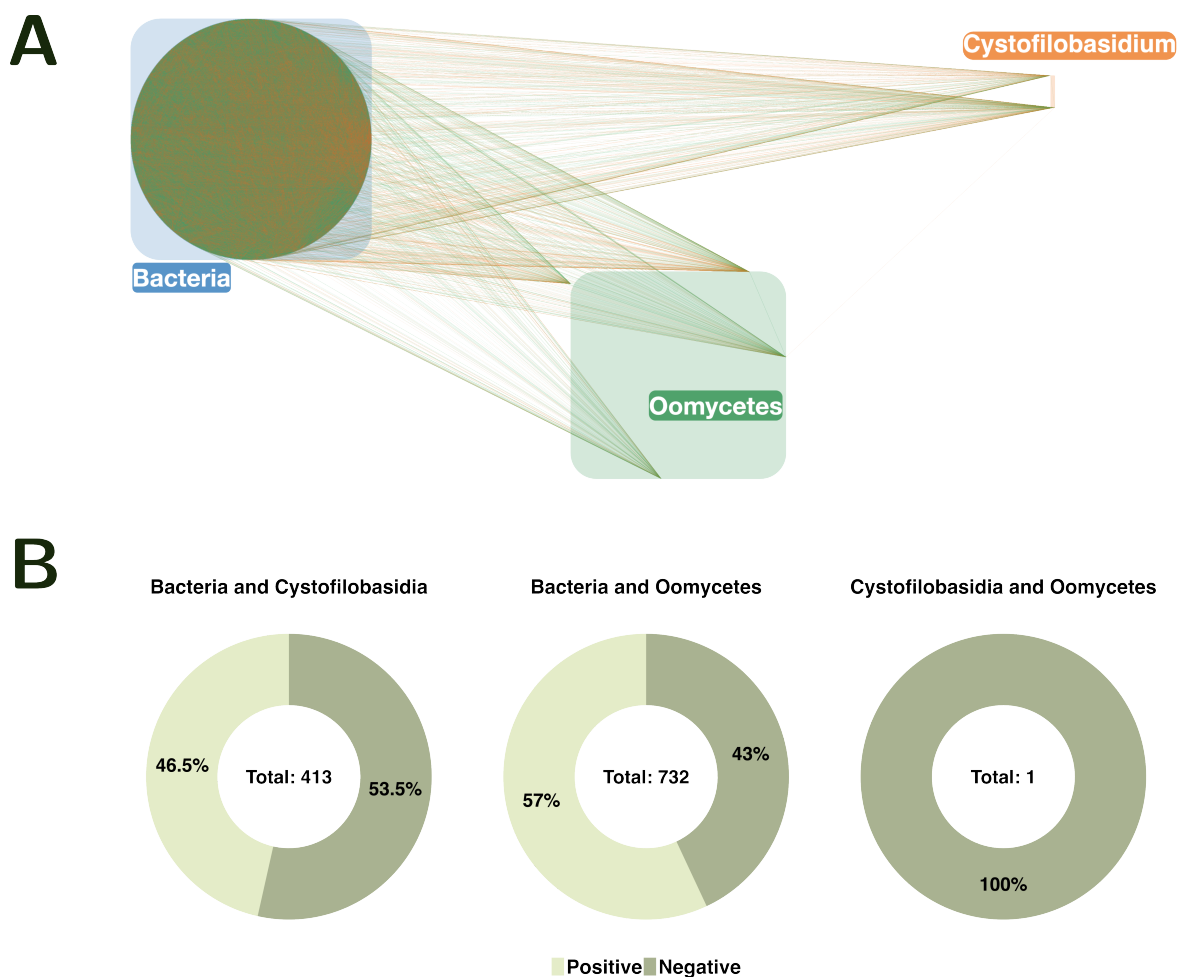 A
Cystofilobasidium
Bacteria
Oomycetes
B
Bacteria and Cystofilobasidia
Bacteria and Oomycetes
Cystofilobasidia and Oomycetes
46.5%
Total: 413
53.5%
57%
Total: 732
43%
Total: 1
100%
Positive
Negative